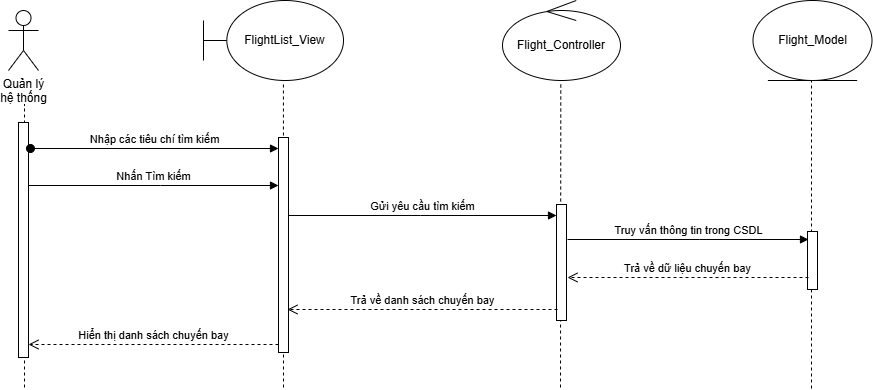 FlightList_View
Flight_Controller
Flight_Model
Quản lý
hệ thống
Nhập các tiêu chí tìm kiếm
Nhấn Tìm kiếm
Gửi yêu cầu tìm kiếm
Truy vấn thông tin trong CSDL
Trả về dữ liệu chuyến bay
Trả về danh sách chuyến bay
Hiển thị danh sách chuyến bay